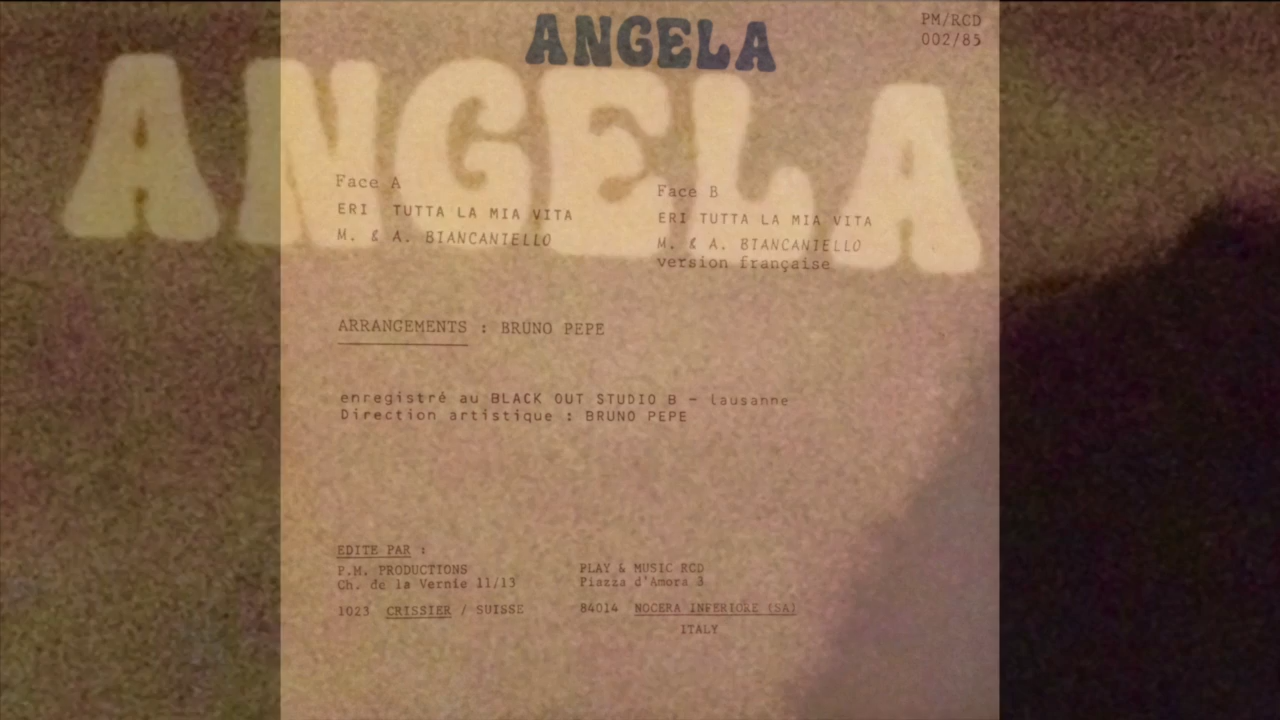 ANGELA
PM/RCD
002/85
ANGELA
Face A
ERI TUTTA LA MIA VITA
M. & A. BIANCANIELLO
Face B
ERI TUTTA LA MIA VITA
M. & A. BIANCANIELLO
version française
ARRANGEMENTS : BRUNO PEPE
enregistré au BLACK OUT STUDIO B - Lausanne
Direction artistique : BRUNO PEPE
EDITE PAR :
P.M. PRODUCTIONS
Ch. de la Vernie 11/13
1023 CRISSIER / SUISSE
PLAY & MUSIC RCD
Piazza d'Amora 3
84014 NOCERA INFERIORE (SA)
ITALY